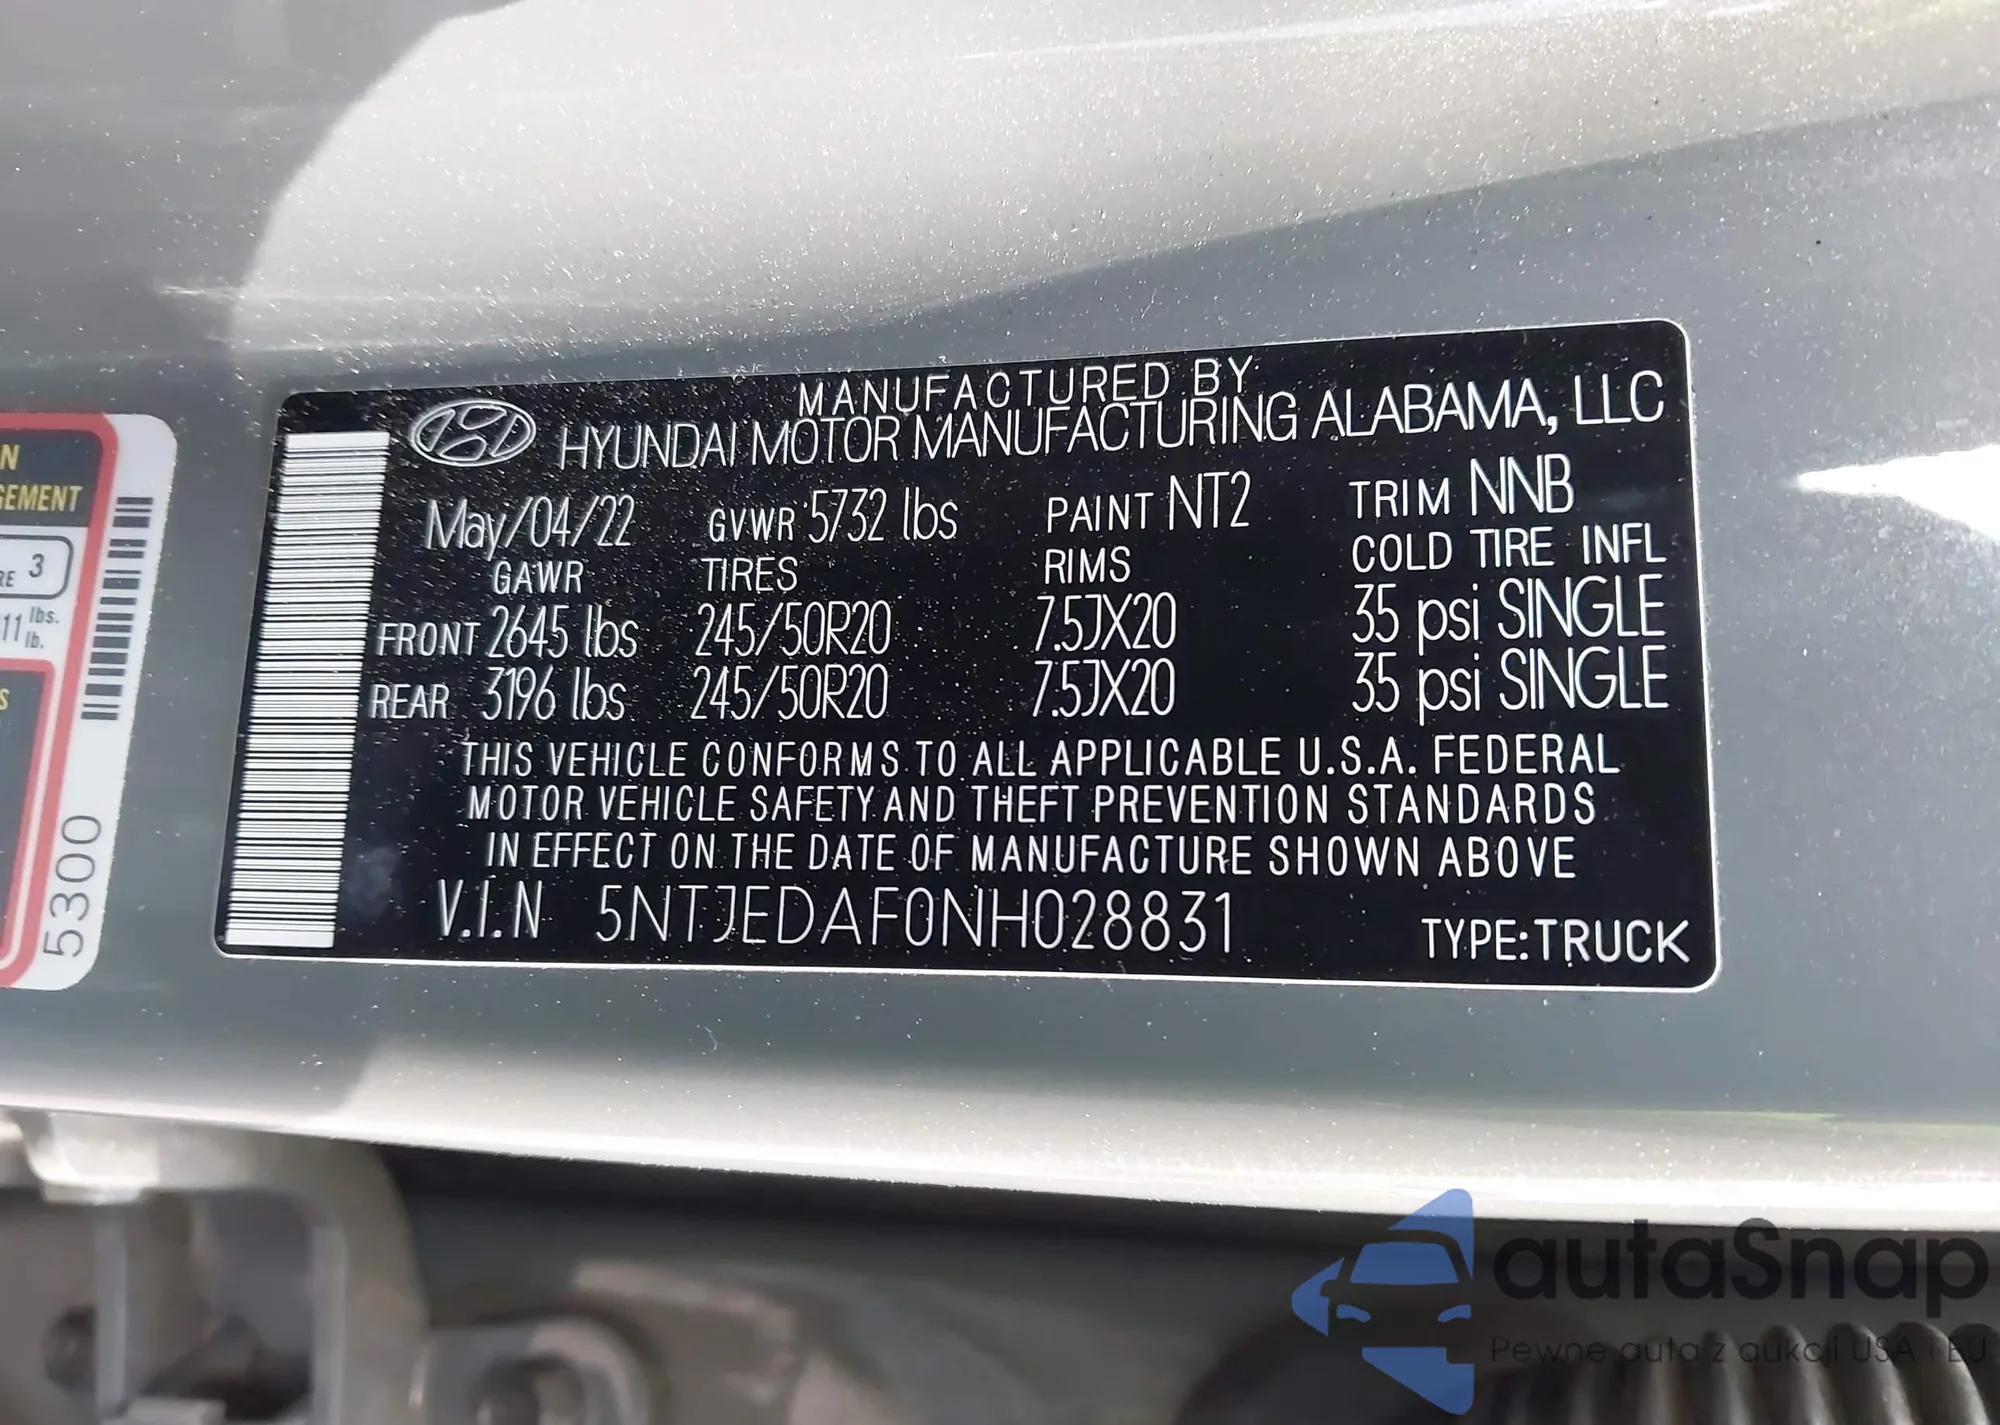 MANUFACTURED BY
HYUNDAI MOTOR MANUFACTURING ALABAMA, LLC
May/04/22 GVWR 5732 lbs PAINT NT2 TRIM NNB
GAWR TIRES RIMS COLD TIRE INFL
FRONT 2645 lbs 245/50R20 7.5JX20 35 psi SINGLE
REAR 3196 lbs 245/50R20 7.5JX20 35 psi SINGLE
THIS VEHICLE CONFORMS TO ALL APPLICABLE U.S.A. FEDERAL
MOTOR VEHICLE SAFETY AND THEFT PREVENTION STANDARDS
IN EFFECT ON THE DATE OF MANUFACTURE SHOWN ABOVE
V.I.N 5NTJEDAF0NH028831 TYPE:TRUCK
3
lbs.
11 lb.
5300
autaSnap
Pewne auta z aukcji USA i EU